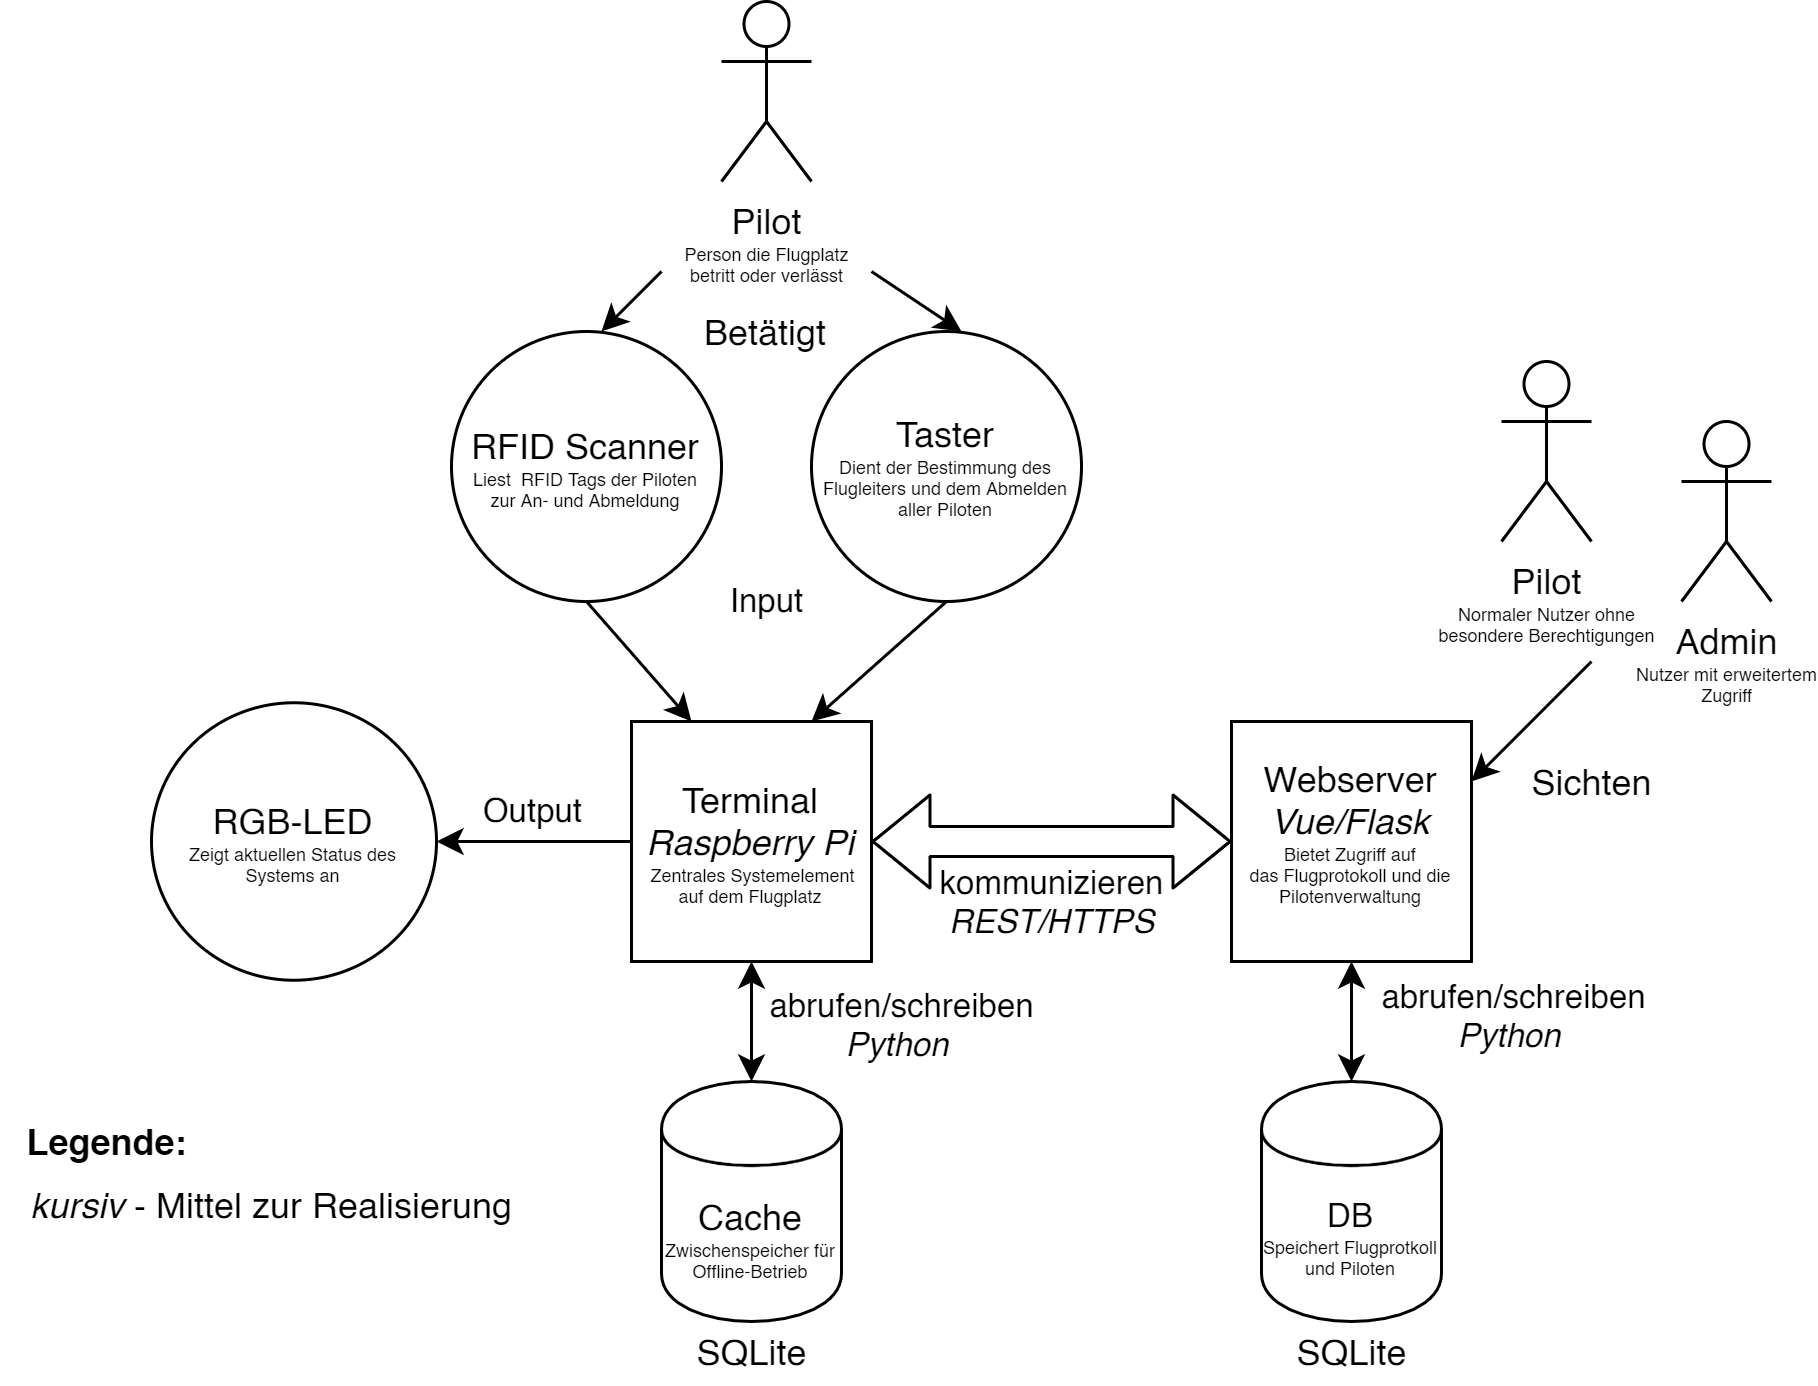 Pilot
Person die Flugplatz
betritt oder verlässt
Betätigt
RFID Scanner
Liest RFID Tags der Piloten
zur An- und Abmeldung
Taster
Dient der Bestimmung des
Flugleiters und dem Abmelden
aller Piloten
Input
Pilot
Normaler Nutzer ohne
besondere Berechtigungen
Admin
Nutzer mit erweitertem
Zugriff
Sichten
RGB-LED
Zeigt aktuellen Status des
Systems an
Output
Terminal
Raspberry Pi
Zentrales Systemelement
auf dem Flugplatz
kommunizieren
REST/HTTPS
Webserver
Vue/Flask
Bietet Zugriff auf
das Flugprotokoll und die
Pilotenverwaltung
abrufen/schreiben
Python
abrufen/schreiben
Python
Cache
Zwischenspeicher für
Offline-Betrieb
SQLite
DB
Speichert Flugprotkoll
und Piloten
SQLite
Legende:
kursiv - Mittel zur Realisierung